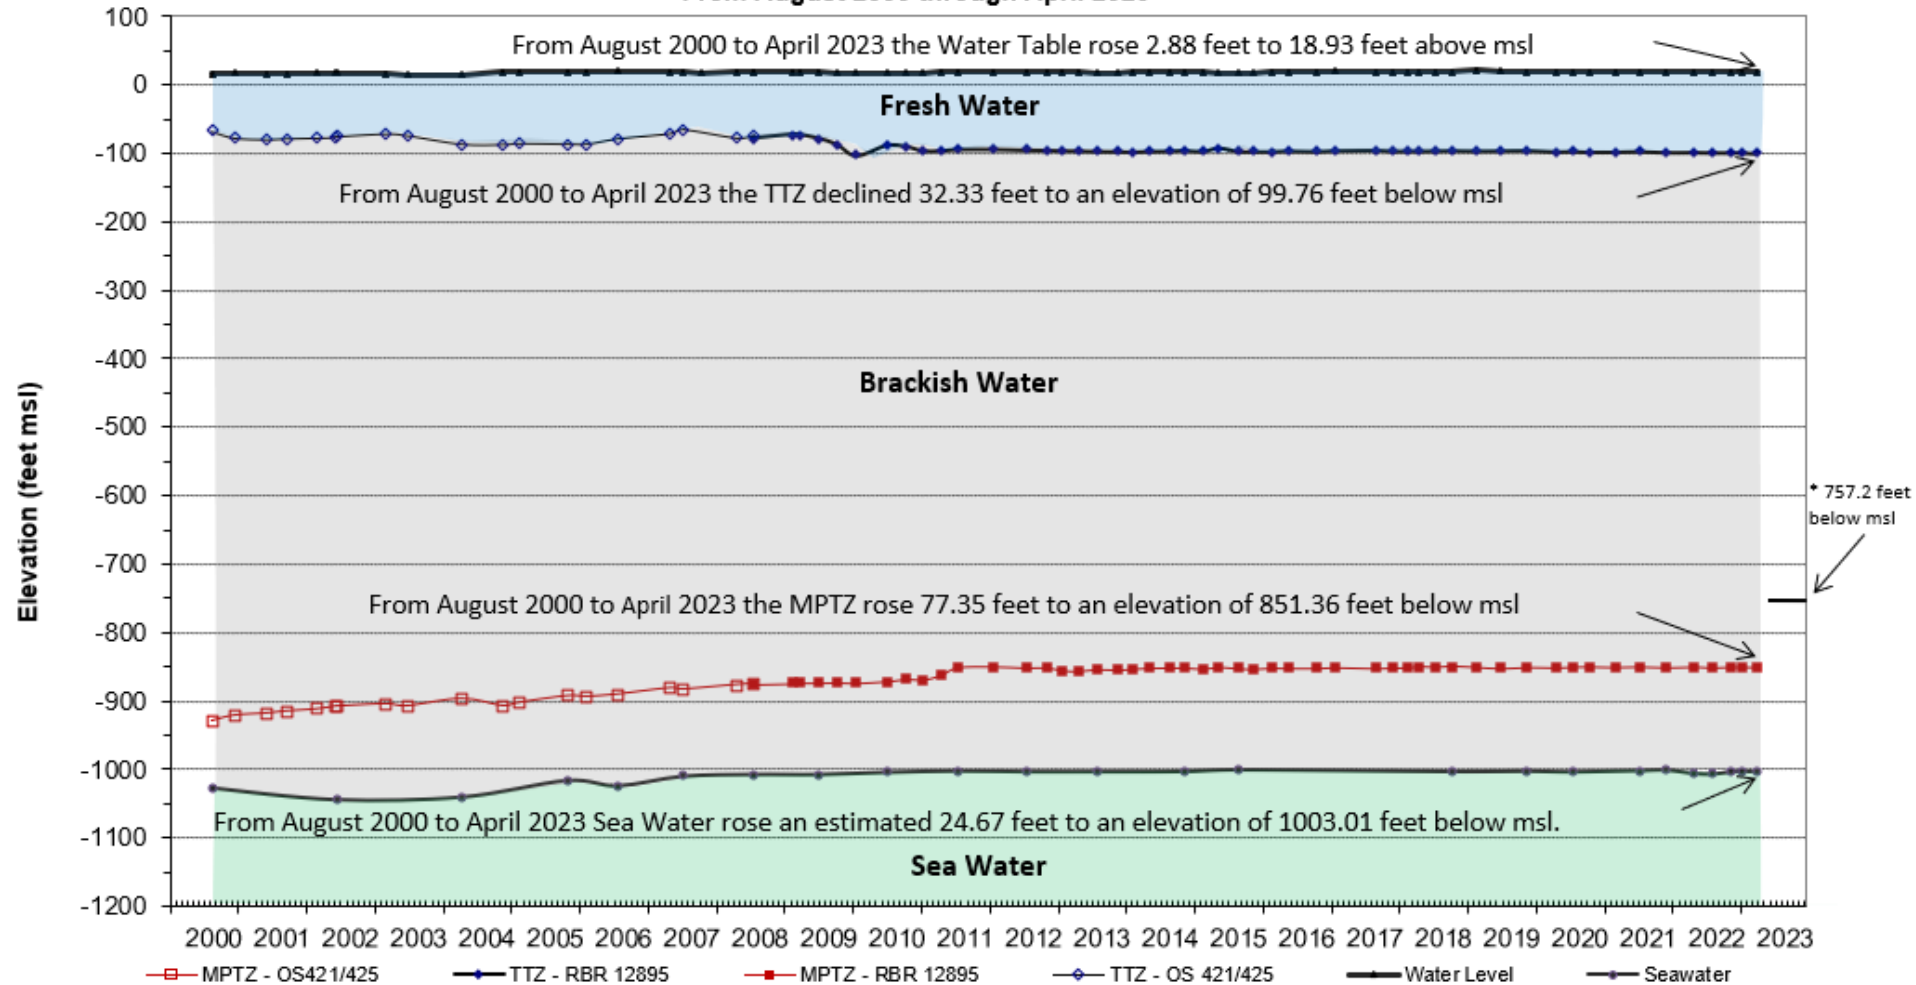 From August 2000 to April 2023 the Water Table rose 2.88 feet to 18.93 feet above msl
Fresh Water
From August 2000 to April 2023 the TTZ declined 32.33 feet to an elevation of 99.76 feet below msl
Brackish Water
* 757.2 feet
below msl
From August 2000 to April 2023 the MPTZ rose 77.35 feet to an elevation of 851.36 feet below msl
From August 2000 to April 2023 Sea Water rose an estimated 24.67 feet to an elevation of 1003.01 feet below msl.
Sea Water
Elevation (feet msl)
100
0
-100
-200
-300
-400
-500
-600
-700
-800
-900
-1000
-1100
-1200
2000 2001 2002 2003 2004 2005 2006 2007 2008 2009 2010 2011 2012 2013 2014 2015 2016 2017 2018 2019 2020 2021 2022 2023
MPTZ - OS421/425 TTZ - RBR 12895 MPTZ - RBR 12895 TTZ - OS 421/425 Water Level Seawater